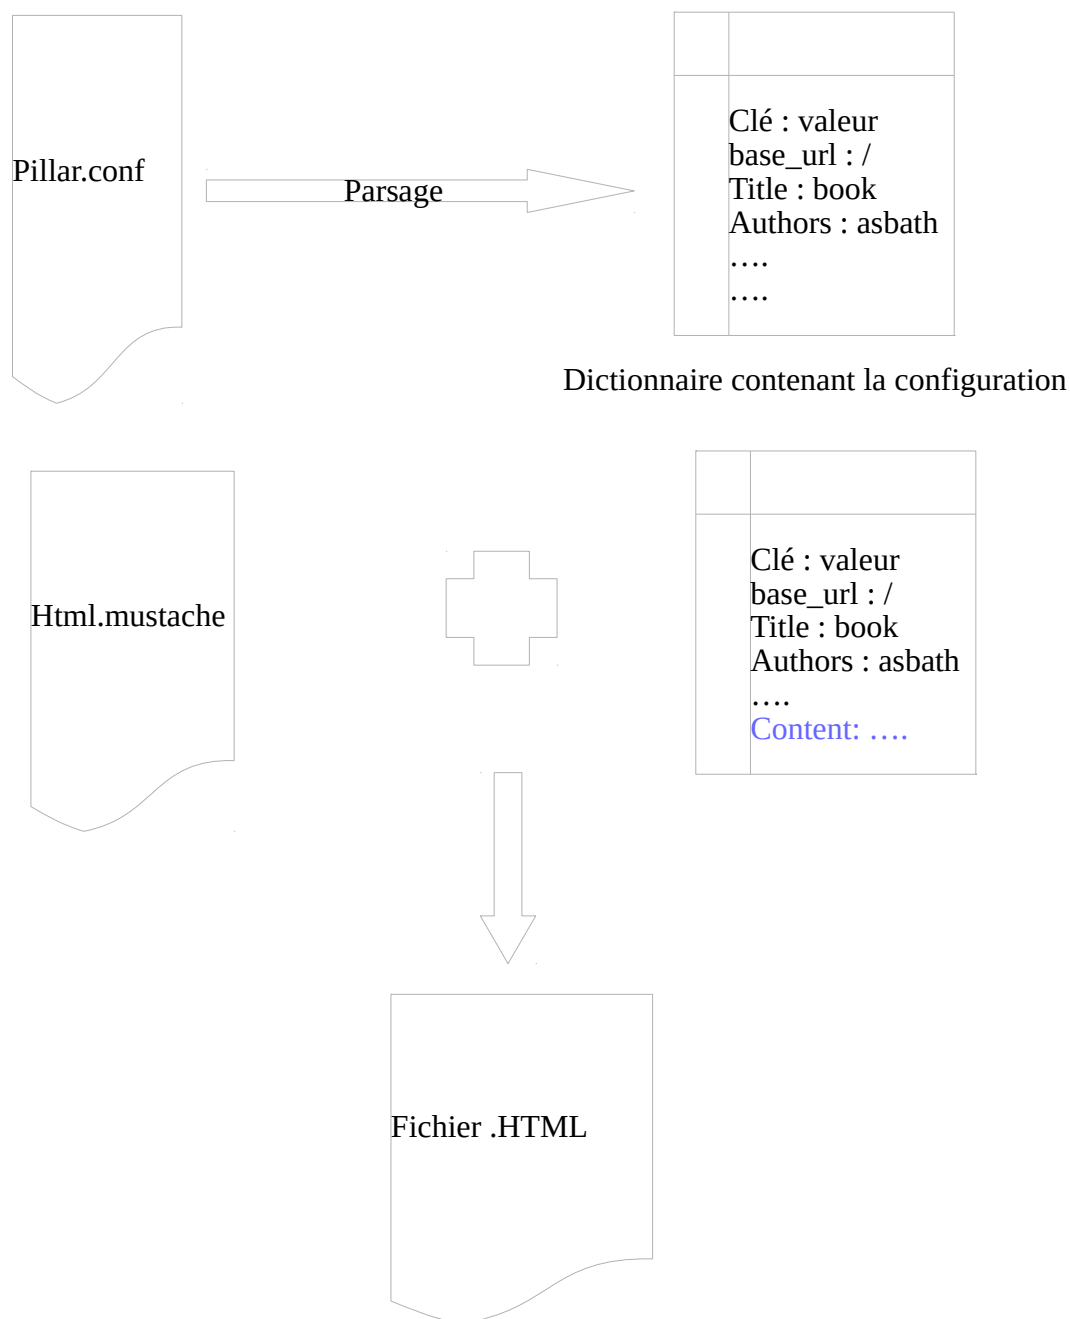 Pillar.conf
Parsage
Clé : valeur
base_url : /
Title : book
Authors : asbath
….
….
Dictionnaire contenant la configuration
Html.mustache
Clé : valeur
base_url : /
Title : book
Authors : asbath
….
Content: ….
Fichier .HTML